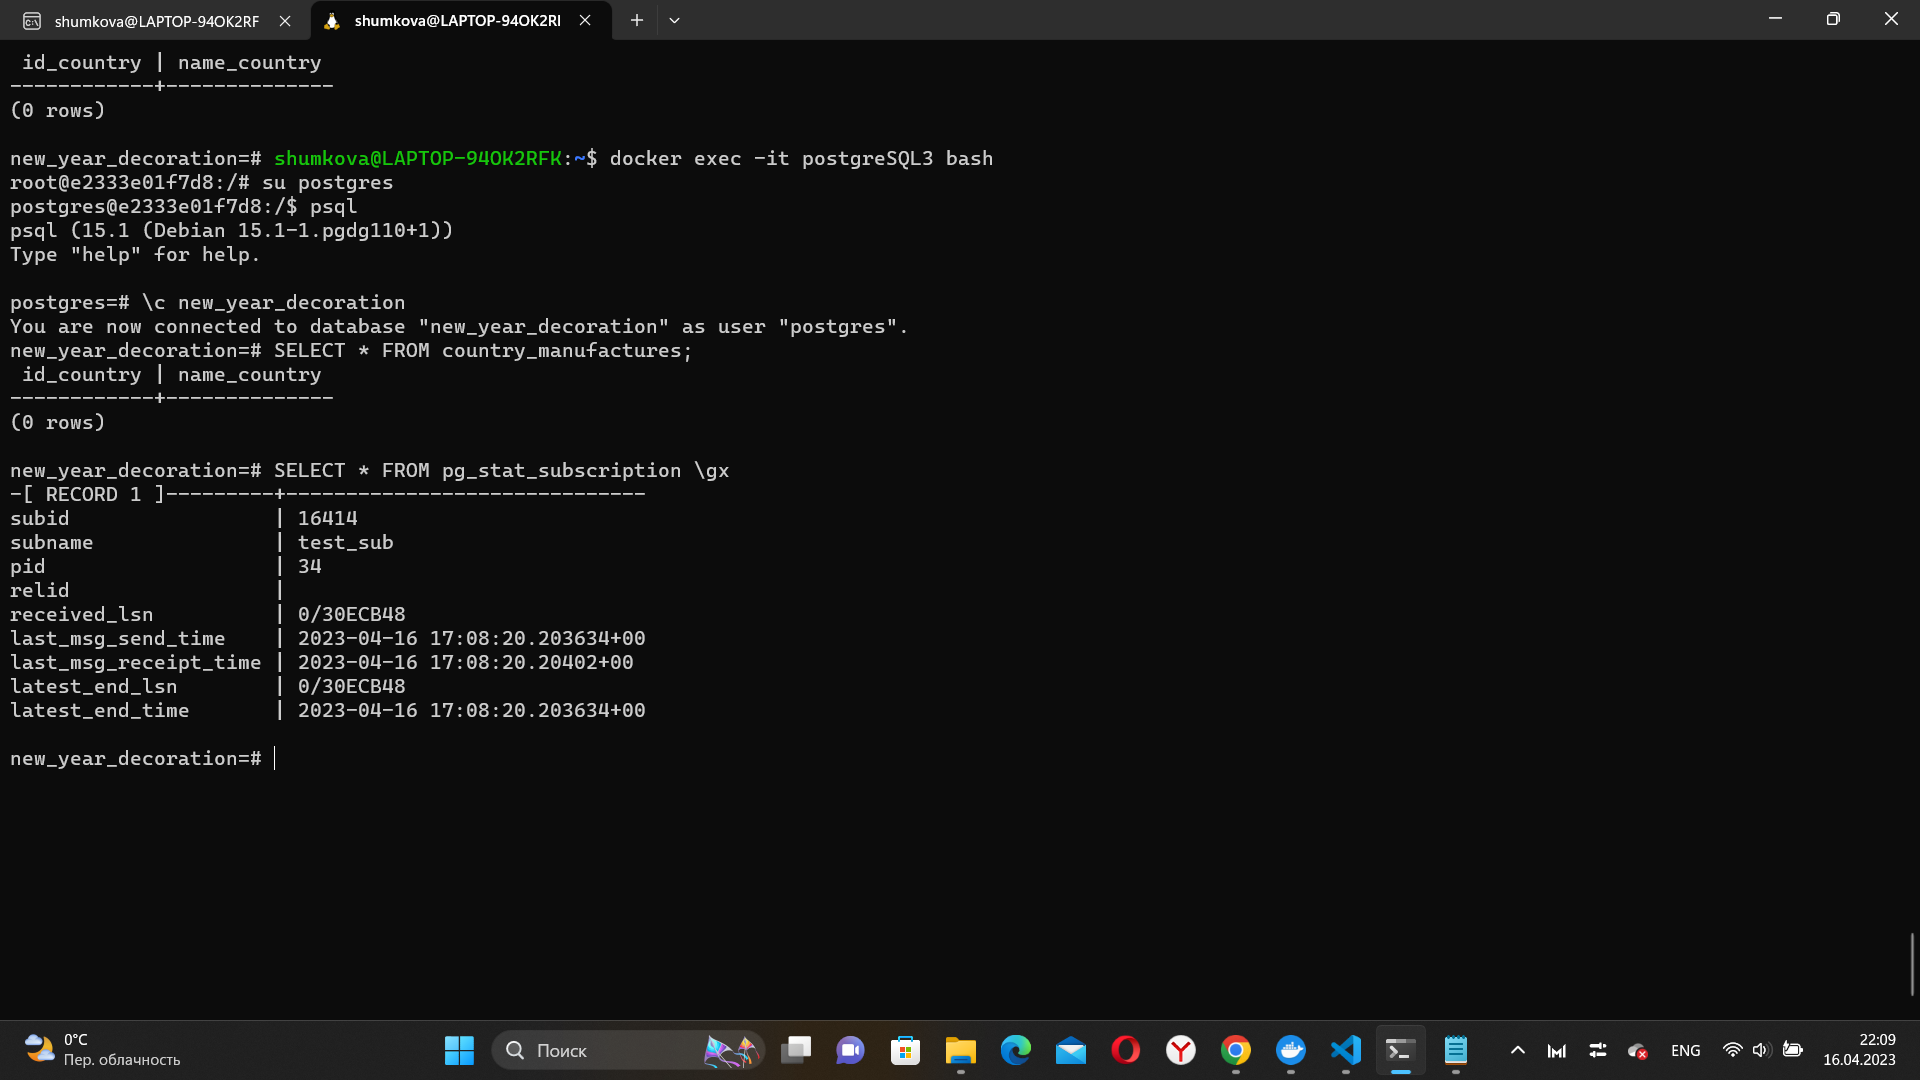 shumkova@LAPTOP-94OK2RF
shumkova@LAPTOP-94OK2RI
 id_country | name_country
------------+--------------
(0 rows)
new_year_decoration=# shumkova@LAPTOP-94OK2RFK:~$ docker exec -it postgreSQL3 bash
root@e2333e01f7d8:/# su postgres
postgres@e2333e01f7d8:/$ psql
psql (15.1 (Debian 15.1-1.pgdg110+1))
Type "help" for help.
postgres=# \c new_year_decoration
You are now connected to database "new_year_decoration" as user "postgres".
new_year_decoration=# SELECT * FROM country_manufactures;
 id_country | name_country
------------+--------------
(0 rows)
new_year_decoration=# SELECT * FROM pg_stat_subscription \gx
-[ RECORD 1 ]---------+------------------------------
subid                 | 16414
subname               | test_sub
pid                   | 34
relid                 |
received_lsn          | 0/30ECB48
last_msg_send_time    | 2023-04-16 17:08:20.203634+00
last_msg_receipt_time | 2023-04-16 17:08:20.20402+00
latest_end_lsn        | 0/30ECB48
latest_end_time       | 2023-04-16 17:08:20.203634+00
new_year_decoration=#
0°C
Пер. облачность
Поиск
ENG
22:09
16.04.2023